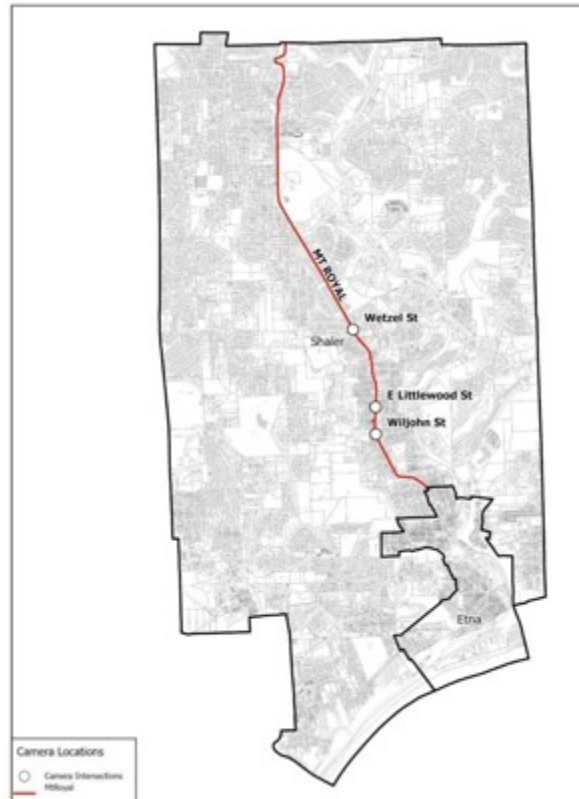 MT ROYAL
Wetzel St
Shaler
E Littlewood St
Wiljohn St
Etna
Camera Locations
Camera Intersections
MtRoyal